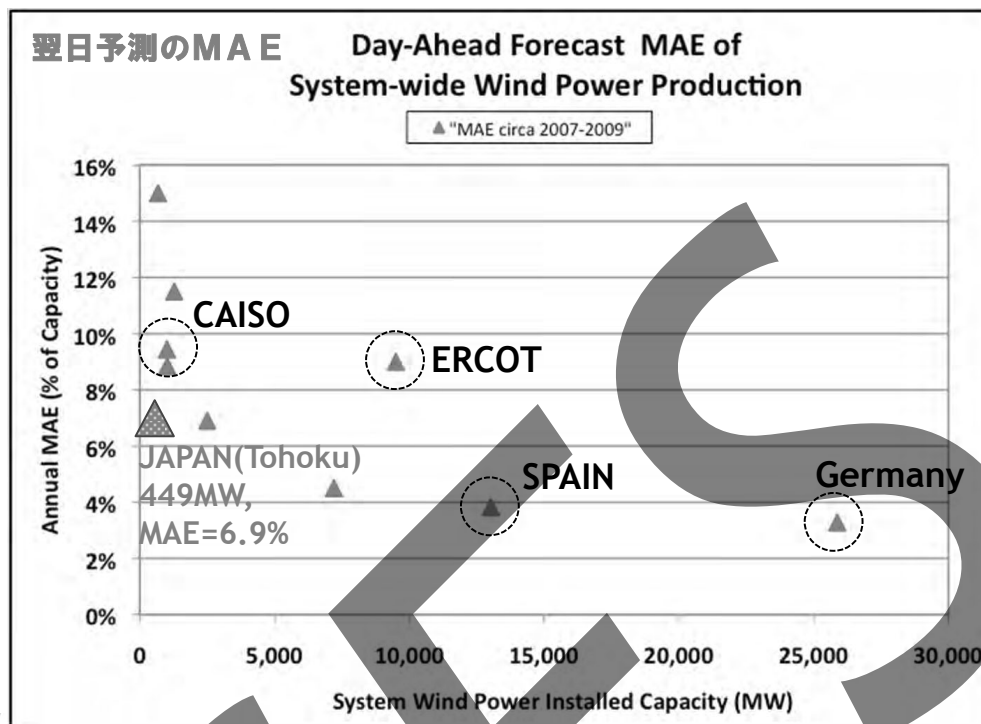 翌日予測のMAE
Day-Ahead Forecast MAE of
System-wide Wind Power Production
"MAE circa 2007-2009"
16%
14%
12%
10%
8%
6%
4%
2%
0%
Annual MAE (% of Capacity)
CAISO
ERCOT
JAPAN(Tohoku)
449MW,
MAE=6.9%
SPAIN
Germany
0 5,000 10,000 15,000 20,000 25,000 30,000
System Wind Power Installed Capacity (MW)